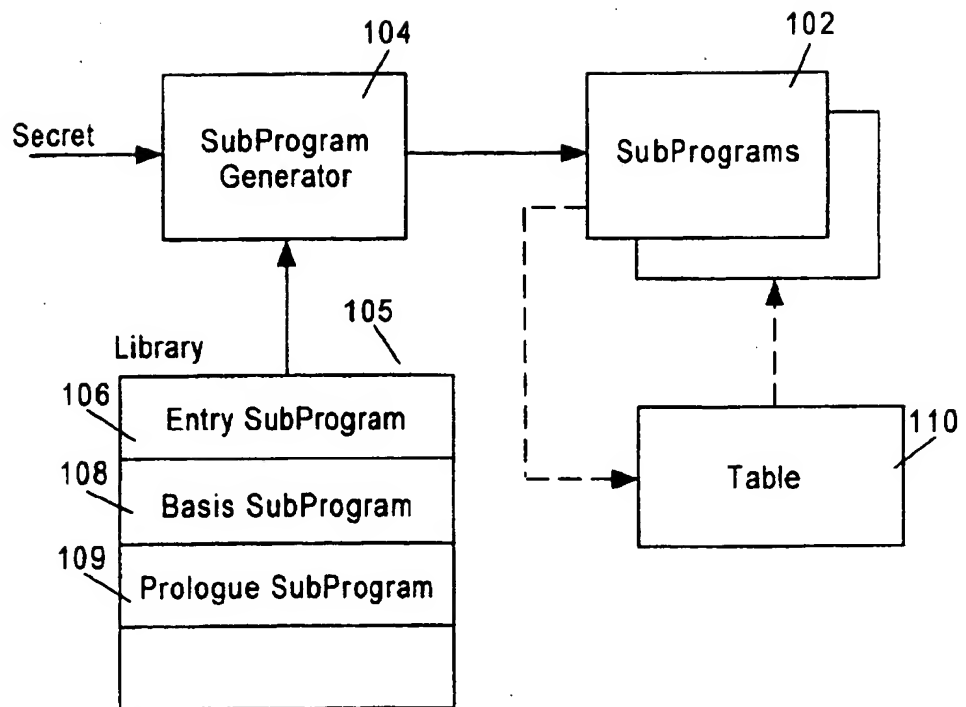 104
102
Secret
SubProgram
Generator
SubPrograms
105
Library
106
Entry SubProgram
110
108
Basis SubProgram
Table
109
Prologue SubProgram